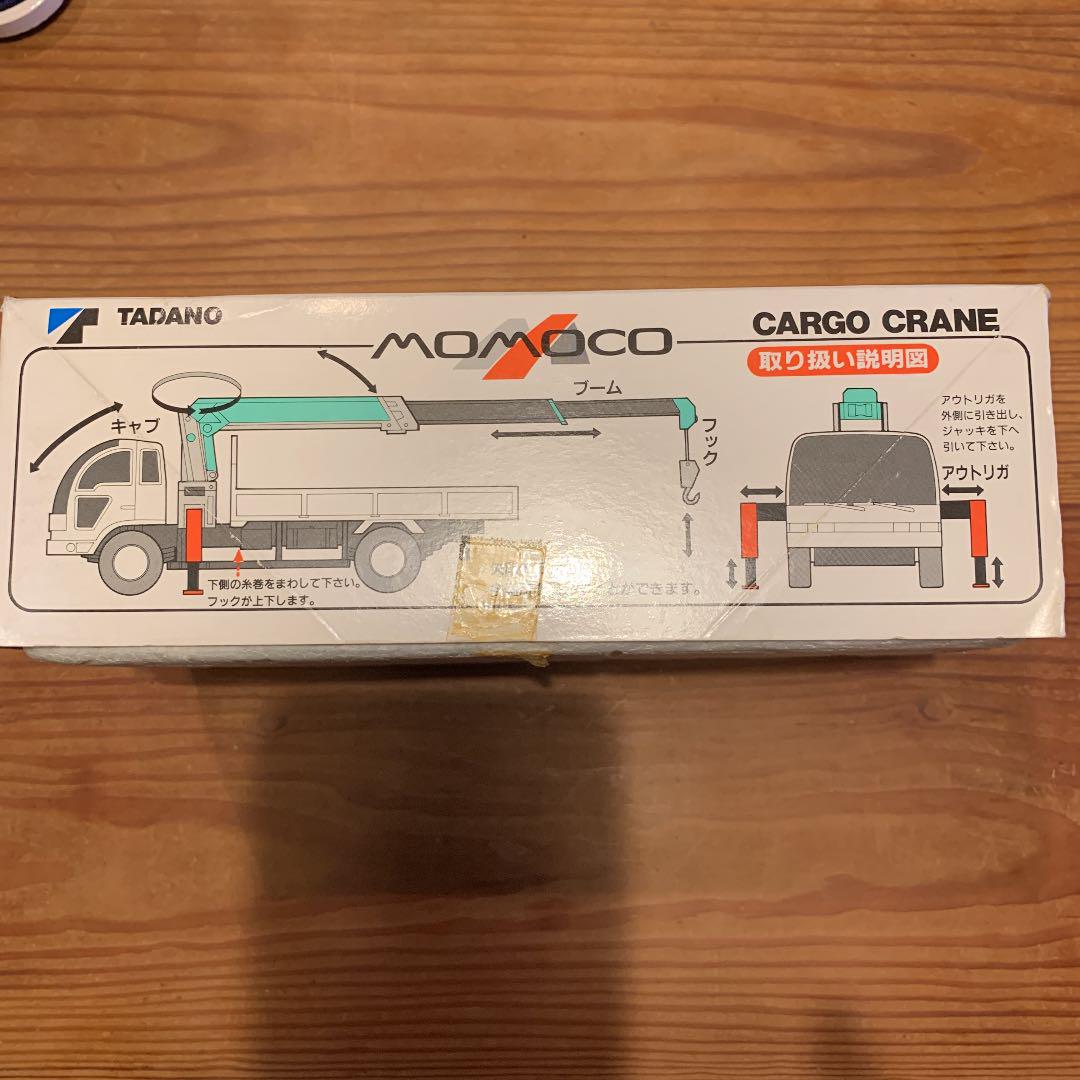 TADANO
MOMOCO
CARGO CRANE
取り扱い説明図
キャブ
ブーム
フック
アウトリガを
外側に引き出し、
ジャッキを下へ
引いて下さい。
アウトリガ
下側の糸巻をまわして下さい。
フックが上下します。
とができます。